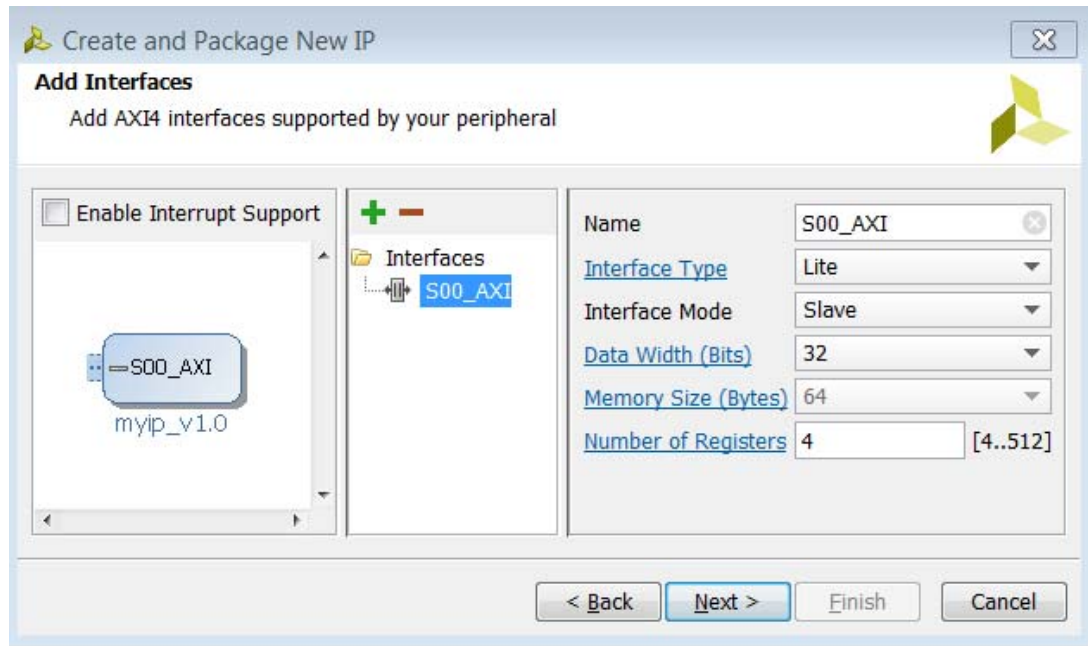 Create and Package New IP
Add Interfaces
Add AXI4 interfaces supported by your peripheral
Enable Interrupt Support
S00_AXI
myip_v1.0
Interfaces
S00_AXI
Name S00_AXI
Interface Type Lite
Interface Mode Slave
Data Width (Bits) 32
Memory Size (Bytes) 64
Number of Registers 4 [4..512]
< Back Next > Finish Cancel